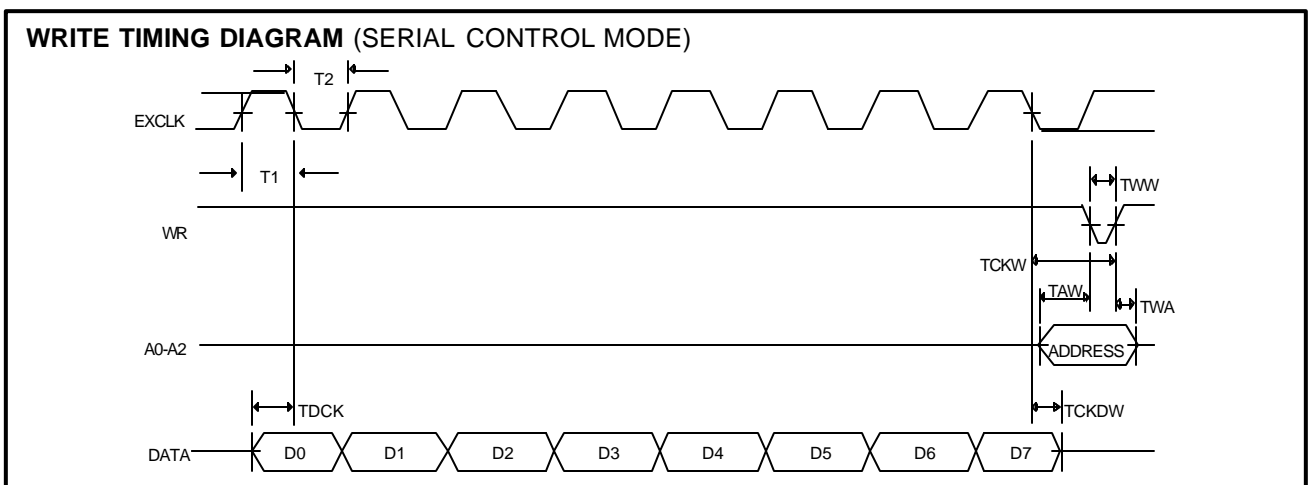 WRITE TIMING DIAGRAM (SERIAL CONTROL MODE)
T2
EXCLK
T1
TWW
WR
TCKW
TAW
TWA
A0-A2
ADDRESS
TDCK
TCKDW
DATA
D0 D1 D2 D3 D4 D5 D6 D7